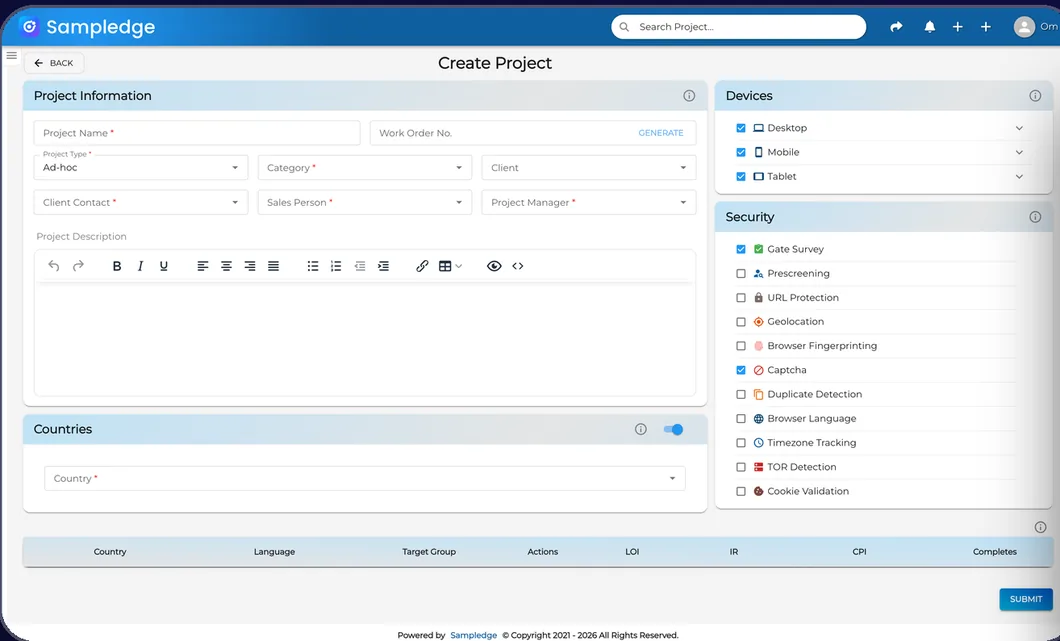 Sampledge
Search Project...
Om
BACK
Create Project
Project Information
Project Name *
Work Order No.
GENERATE
Project Type *
Ad-hoc
Category *
Client
Client Contact *
Sales Person *
Project Manager *
Project Description
B I U
Countries
Country *
Devices
Desktop
Mobile
Tablet
Security
Gate Survey
Prescreening
URL Protection
Geolocation
Browser Fingerprinting
Captcha
Duplicate Detection
Browser Language
Timezone Tracking
TOR Detection
Cookie Validation
Country Language Target Group Actions LOI IR CPI Completes
SUBMIT
Powered by Sampledge © Copyright 2021 - 2026 All Rights Reserved.